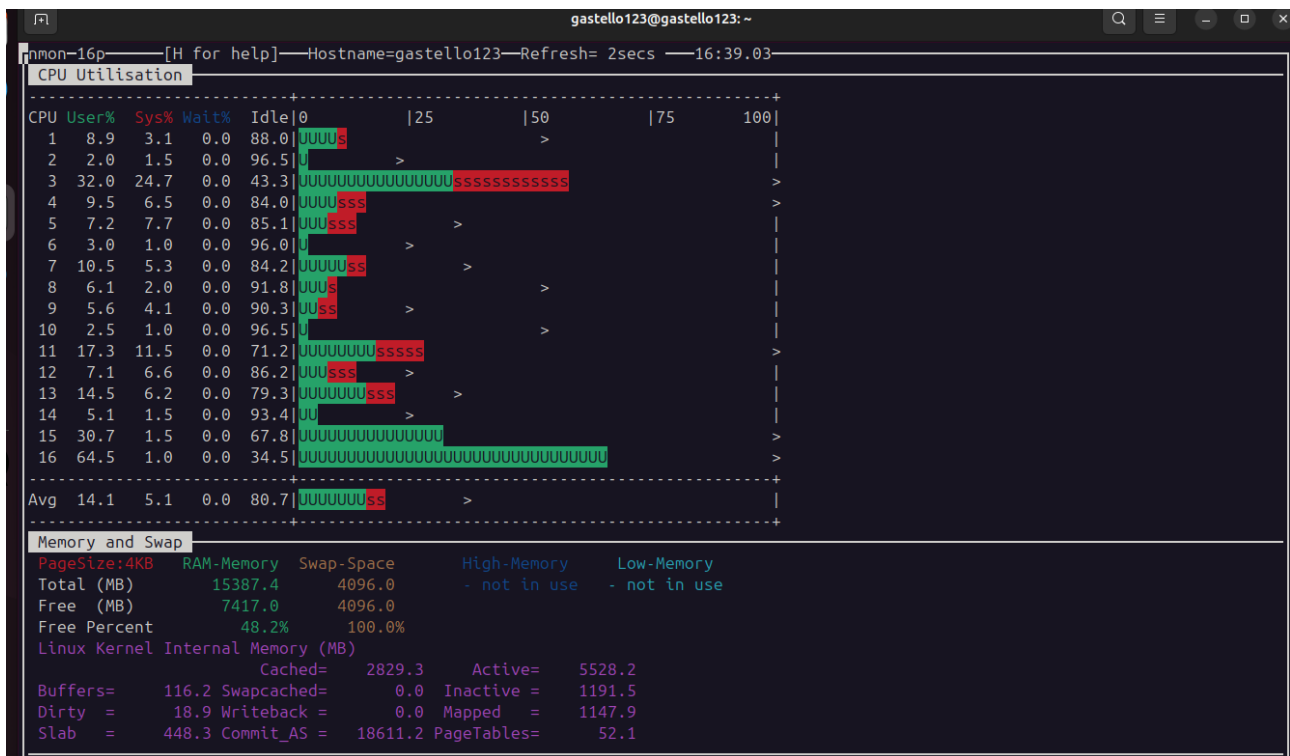 gastello123@gastello123: ~
nmon-16p——[H for help]——Hostname=gastello123——Refresh= 2secs ——16:39.03
CPU Utilisation
---------------------------+-------------------------------------------------+
CPU User% Sys% Wait% Idle|0 |25 |50 |75 100|
1 8.9 3.1 0.0 88.0|UUUUs > |
2 2.0 1.5 0.0 96.5|U > |
3 32.0 24.7 0.0 43.3|UUUUUUUUUUUUUUUUssssssssssss >
4 9.5 6.5 0.0 84.0|UUUUsss >
5 7.2 7.7 0.0 85.1|UUUsss > |
6 3.0 1.0 0.0 96.0|U > |
7 10.5 5.3 0.0 84.2|UUUUUss > |
8 6.1 2.0 0.0 91.8|UUUs > |
9 5.6 4.1 0.0 90.3|UUss > |
10 2.5 1.0 0.0 96.5|U > |
11 17.3 11.5 0.0 71.2|UUUUUUUUsssss >
12 7.1 6.6 0.0 86.2|UUUsss > |
13 14.5 6.2 0.0 79.3|UUUUUUUsss > |
14 5.1 1.5 0.0 93.4|UU > |
15 30.7 1.5 0.0 67.8|UUUUUUUUUUUUUUU >
16 64.5 1.0 0.0 34.5|UUUUUUUUUUUUUUUUUUUUUUUUUUUUUUUU >
---------------------------+-------------------------------------------------+
Avg 14.1 5.1 0.0 80.7|UUUUUUUss > |
---------------------------+-------------------------------------------------+
Memory and Swap
PageSize:4KB RAM-Memory Swap-Space High-Memory Low-Memory
Total (MB) 15387.4 4096.0 - not in use - not in use
Free (MB) 7417.0 4096.0
Free Percent 48.2% 100.0%
Linux Kernel Internal Memory (MB)
Cached= 2829.3 Active= 5528.2
Buffers= 116.2 Swapcached= 0.0 Inactive = 1191.5
Dirty = 18.9 Writeback = 0.0 Mapped = 1147.9
Slab = 448.3 Commit_AS = 18611.2 PageTables= 52.1